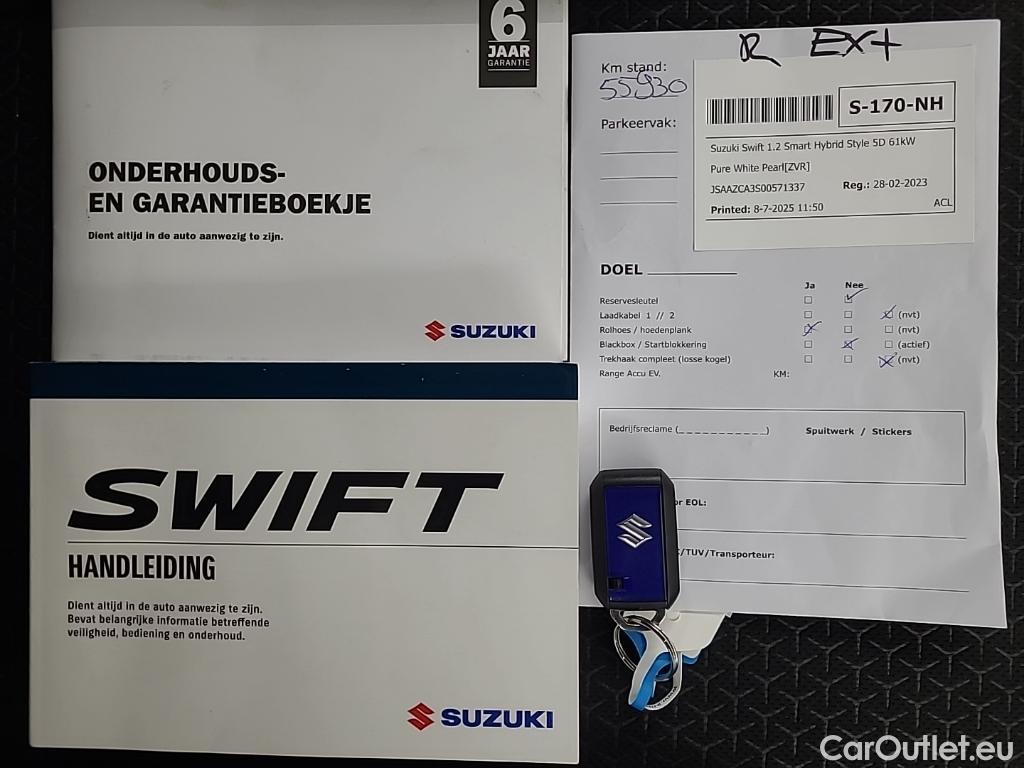 6
JAAR
GARANTIE
ONDERHOUDS-
EN GARANTIEBOEKJE
Dient altijd in de auto aanwezig te zijn.
SUZUKI
SWIFT
HANDLEIDING
Dient altijd in de auto aanwezig te zijn.
Bevat belangrijke informatie betreffende
veiligheid, bediening en onderhoud.
SUZUKI
R EXt
Km stand:
55930
Parkeervak:
S-170-NH
Suzuki Swift 1.2 Smart Hybrid Style 5D 61kW
Pure White Pearl[ZVR]
JSAAZCA3S00571337 Reg.: 28-02-2023
Printed: 8-7-2025 11:50 ACL
DOEL
Ja Nee
Reservesleutel
Laadkabel 1 // 2 (nvt)
Rolhoes / hoedenplank (nvt)
Blackbox / Startblokkering (actief)
Trekhaak compleet (losse kogel) (nvt)
Range Accu EV. KM:
Bedrijfsreclame (___________) Spuitwerk / Stickers
or EOL:
/TUV/Transporteur:
CarOutlet.eu